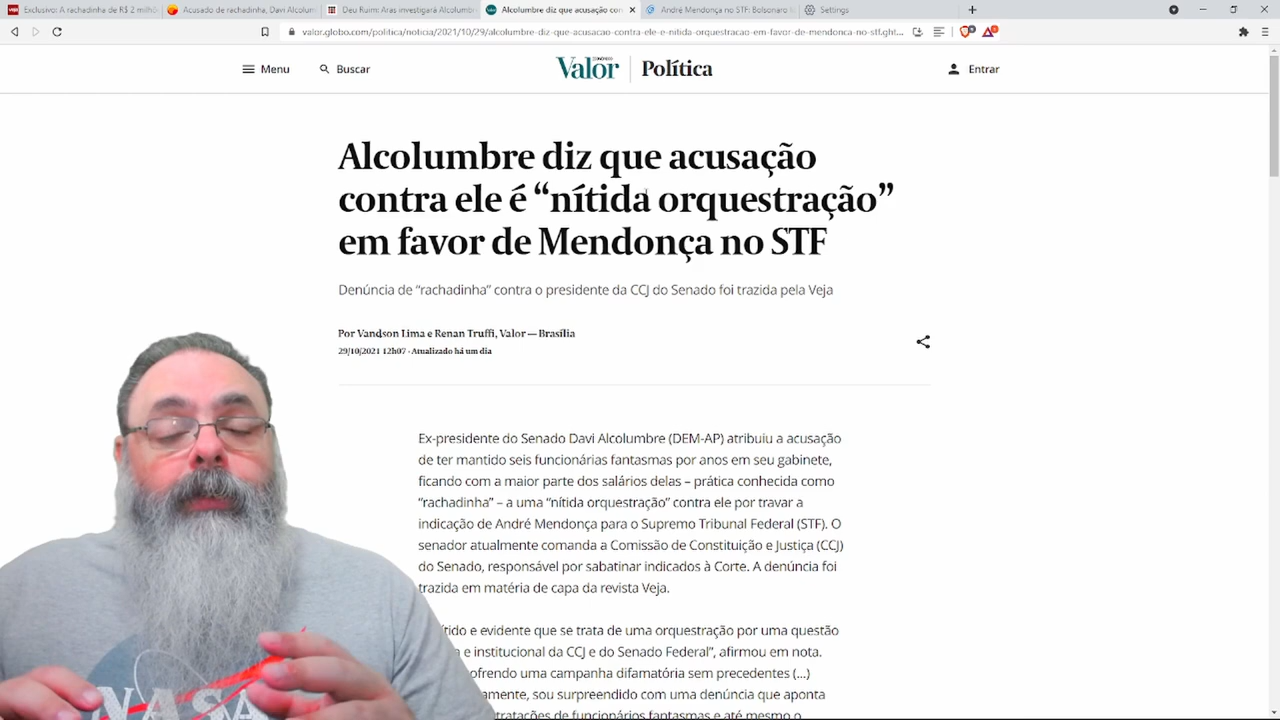 Exclusivo: A rachadinha de R$ 2 milhõ
Acusado de rachadinha, Davi Alcolum
Deu Ruim: Aras investigará Alcolumbr
Alcolumbre diz que acusação con
André Mendonça no STF: Bolsonaro
Settings
valor.globo.com/politica/noticia/2021/10/29/alcolumbre-diz-que-acusacao-contra-ele-e-nitida-orquestracao-em-favor-de-mendonca-no-stf.ght...
Menu
Buscar
Valor
Política
Entrar
Alcolumbre diz que acusação
contra ele é “nítida orquestração”
em favor de Mendonça no STF
Denúncia de “rachadinha” contra o presidente da CCJ do Senado foi trazida pela Veja
Por Vandson Lima e Renan Truffi, Valor — Brasília
29/10/2021 12h07 · Atualizado há um dia
Ex-presidente do Senado Davi Alcolumbre (DEM-AP) atribuiu a acusação
de ter mantido seis funcionárias fantasmas por anos em seu gabinete,
ficando com a maior parte dos salários delas – prática conhecida como
“rachadinha” – a uma “nítida orquestração” contra ele por travar a
indicação de André Mendonça para o Supremo Tribunal Federal (STF). O
senador atualmente comanda a Comissão de Constituição e Justiça (CCJ)
do Senado, responsável por sabatinar indicados à Corte. A denúncia foi
trazida em matéria de capa da revista Veja.
tido e evidente que se trata de uma orquestração por uma questão
e institucional da CCJ e do Senado Federal”, afirmou em nota.
ofrendo uma campanha difamatória sem precedentes (...)
amente, sou surpreendido com uma denúncia que aponta
tratações de funcionários fantasmas e até mesmo o
NASA